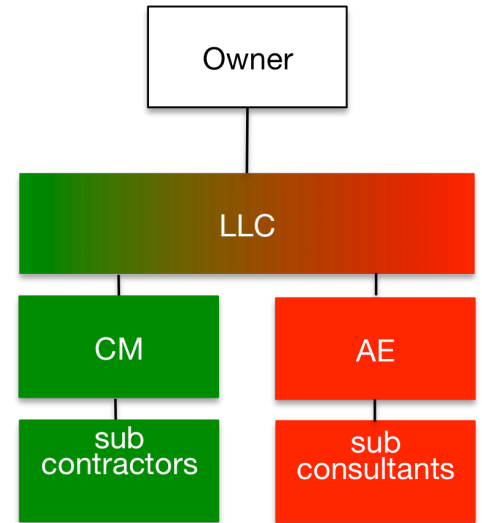 Owner
LLC
CM
AE
sub
contractors
sub
consultants